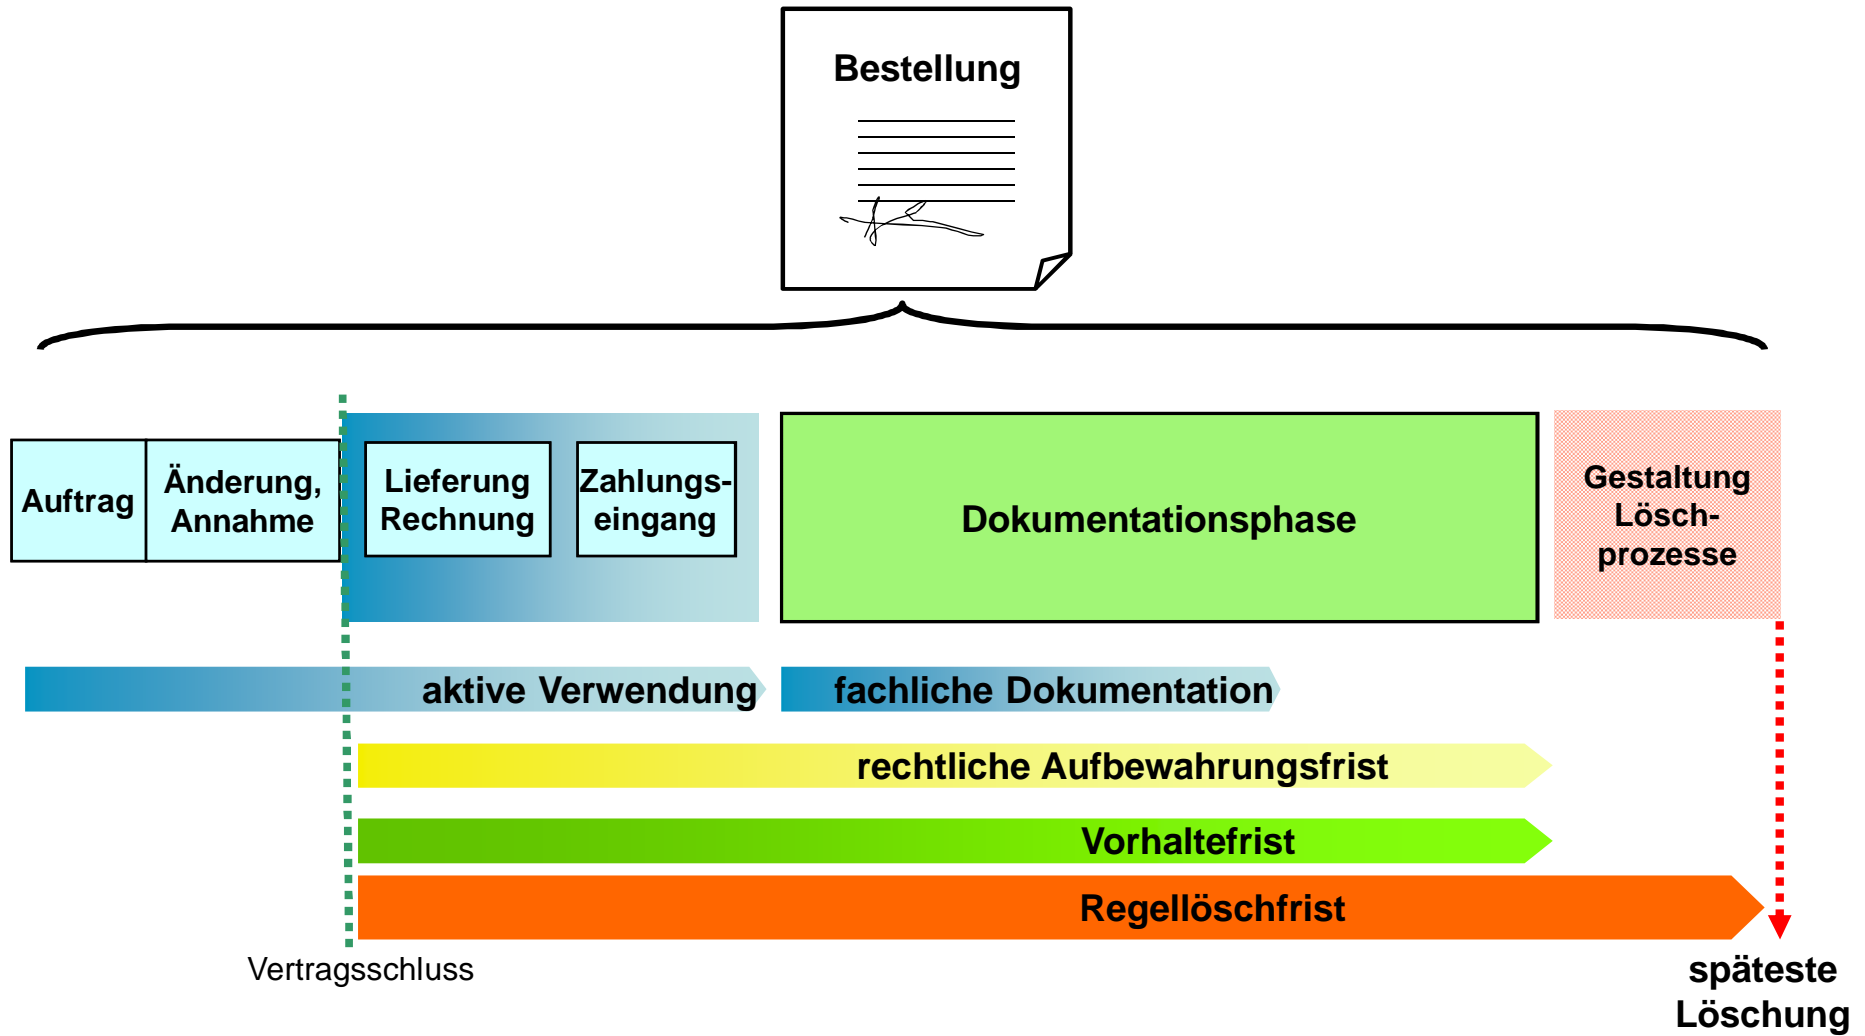 Bestellung
Auftrag
Änderung,
Annahme
Lieferung
Rechnung
Zahlungs-
eingang
Dokumentationsphase
Gestaltung
Lösch-
prozesse
aktive Verwendung
fachliche Dokumentation
rechtliche Aufbewahrungsfrist
Vorhaltefrist
Regellöschfrist
Vertragsschluss
späteste
Löschung